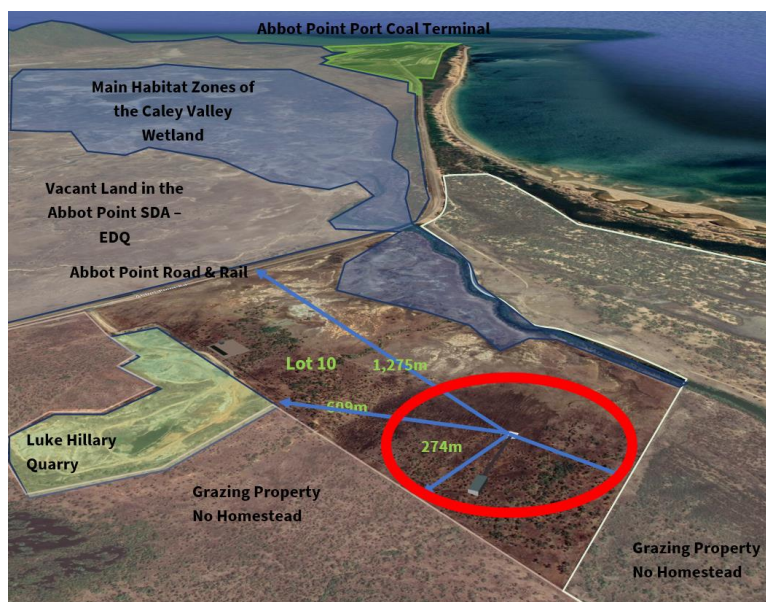 Abbot Point Port Coal Terminal
Main Habitat Zones of
the Caley Valley
Wetland
Vacant Land in the
Abbot Point SDA –
EDQ
Abbot Point Road & Rail
Lot 10
1,275m
609m
274m
Luke Hillary
Quarry
Grazing Property
No Homestead
Grazing Property
No Homestead